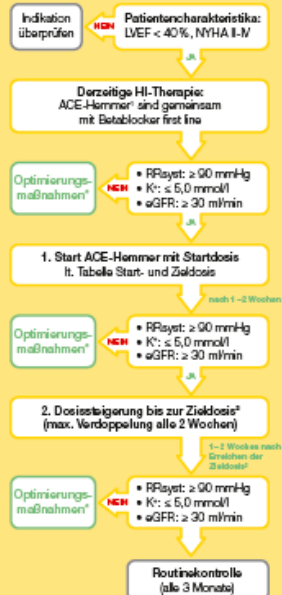 Indikation
überprüfen
NEIN
Patientencharakteristika:
LVEF < 40%, NYHA II-IV
JA
Derzeitige HI-Therapie:
ACE-Hemmer¹ sind gemeinsam
mit Betablocker first line
Optimierungs-
maßnahmen*
NEIN
• RRsyst: ≥ 90 mmHg
• K⁺: ≤ 5,0 mmol/l
• eGFR: ≥ 30 ml/min
JA
1. Start ACE-Hemmer mit Startdosis
lt. Tabelle Start- und Zieldosis
nach 1–2 Wochen
Optimierungs-
maßnahmen*
NEIN
• RRsyst: ≥ 90 mmHg
• K⁺: ≤ 5,0 mmol/l
• eGFR: ≥ 30 ml/min
JA
2. Dosissteigerung bis zur Zieldosis²
(max. Verdoppelung alle 2 Wochen)
1–2 Wochen nach
Erreichen der
Zieldosis²
Optimierungs-
maßnahmen*
NEIN
• RRsyst: ≥ 90 mmHg
• K⁺: ≤ 5,0 mmol/l
• eGFR: ≥ 30 ml/min
Routinekontrolle
(alle 3 Monate)